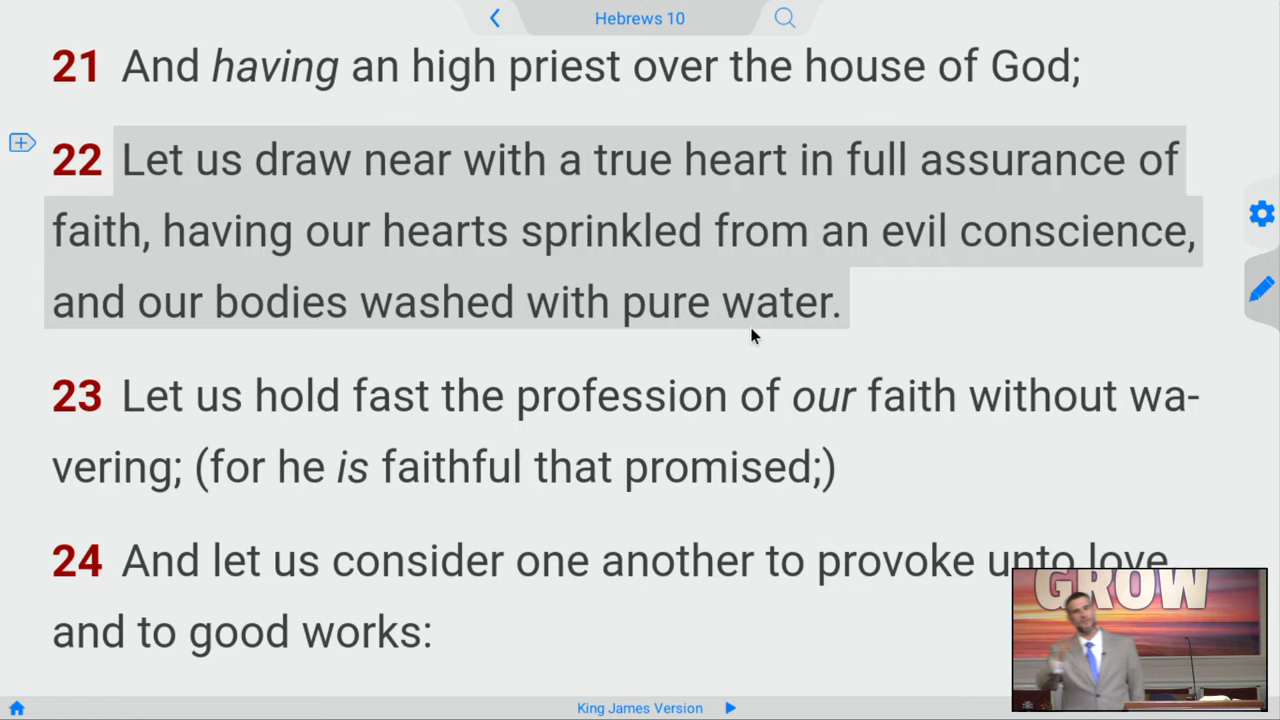 Hebrews 10
21 And having an high priest over the house of God;
22 Let us draw near with a true heart in full assurance of
faith, having our hearts sprinkled from an evil conscience,
and our bodies washed with pure water.
23 Let us hold fast the profession of our faith without wa-
vering; (for he is faithful that promised;)
24 And let us consider one another to provoke unto love
and to good works:
GROW
King James Version